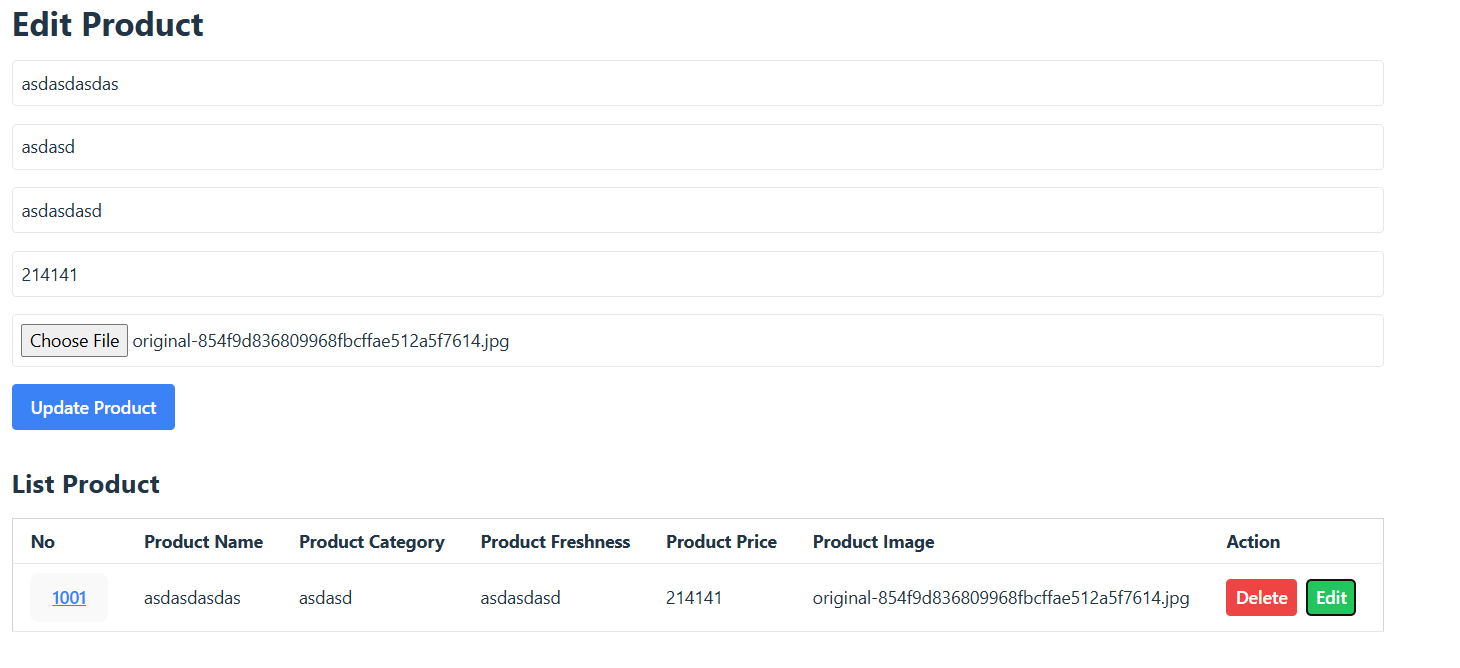 Edit Product
asdasdasdas
asdasd
asdasdasd
214141
Choose File original-854f9d836809968fbcffae512a5f7614.jpg
Update Product
List Product
No Product Name Product Category Product Freshness Product Price Product Image Action
1001 asdasdasdas asdasd asdasdasd 214141 original-854f9d836809968fbcffae512a5f7614.jpg Delete Edit